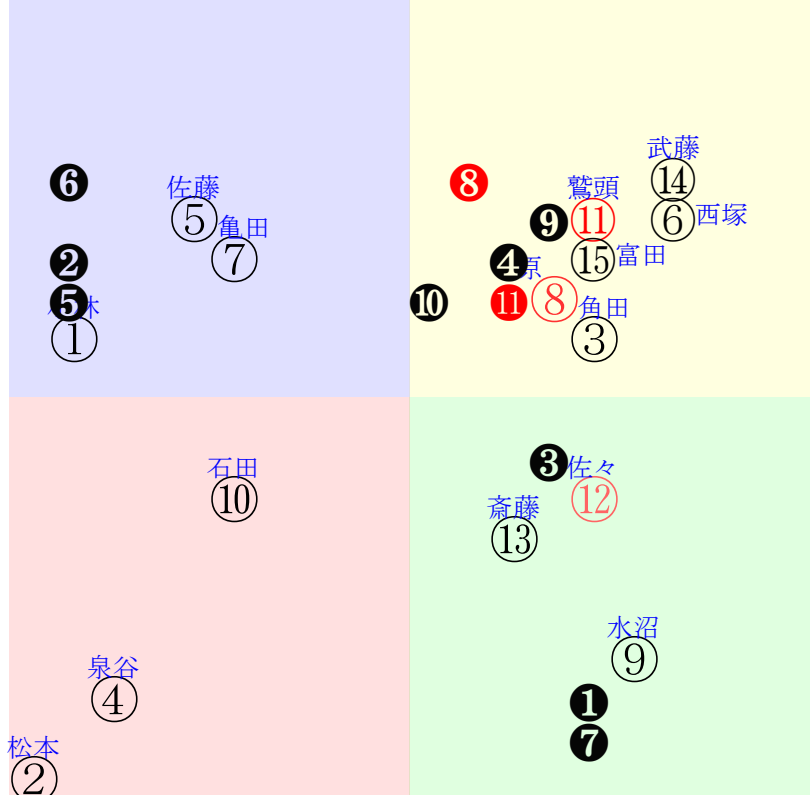 武藤
⑭
❻
佐藤
❽
鷲頭
⑤
亀田
❾
⑪
⑥
西塚
❷
⑦
❹
原
⑮
富田
❺
林
❿
⓫
⑧
角田
①
③
石田
❸
佐々
⑩
⑫
斎藤
⑬
水沼
泉谷
⑨
④
❶
松本
❼
②